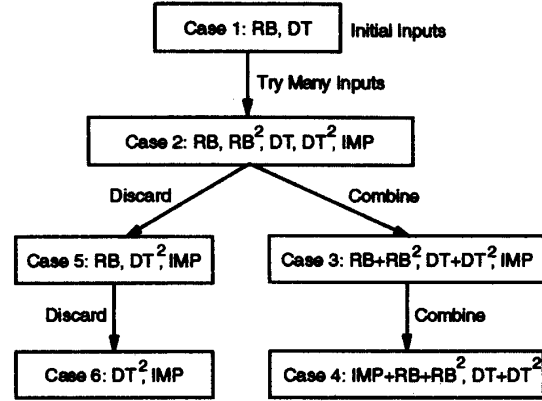 Case 1: RB, DT
Initial Inputs
Try Many Inputs
Case 2: RB, RB², DT, DT², IMP
Discard
Combine
Case 5: RB, DT², IMP
Case 3: RB+RB², DT+DT², IMP
Discard
Combine
Case 6: DT², IMP
Case 4: IMP+RB+RB², DT+DT²